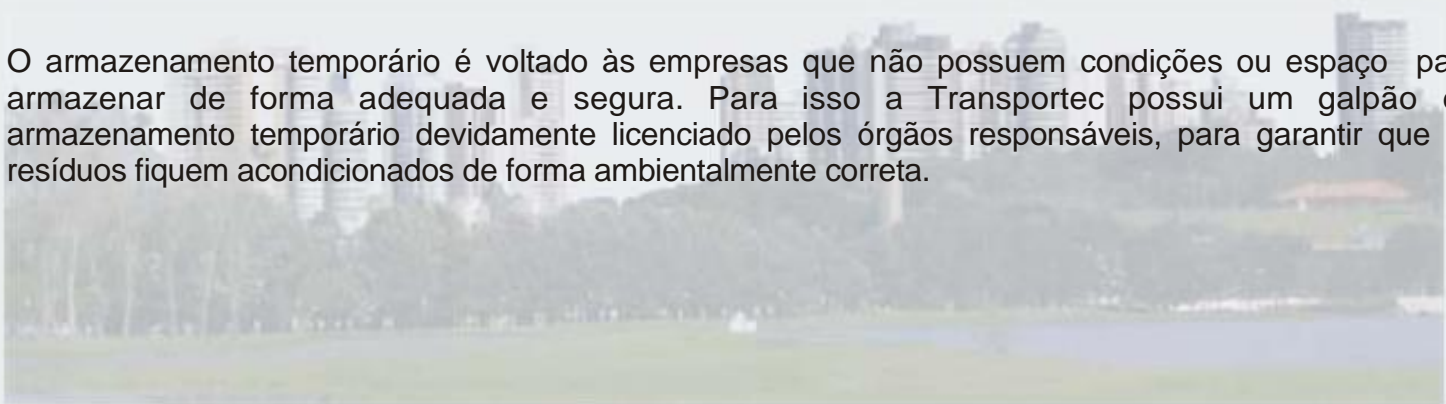 O armazenamento temporário é voltado às empresas que não possuem condições ou espaço pa
armazenar de forma adequada e segura. Para isso a Transportec possui um galpão
armazenamento temporário devidamente licenciado pelos órgãos responsáveis, para garantir que
resíduos fiquem acondicionados de forma ambientalmente correta.